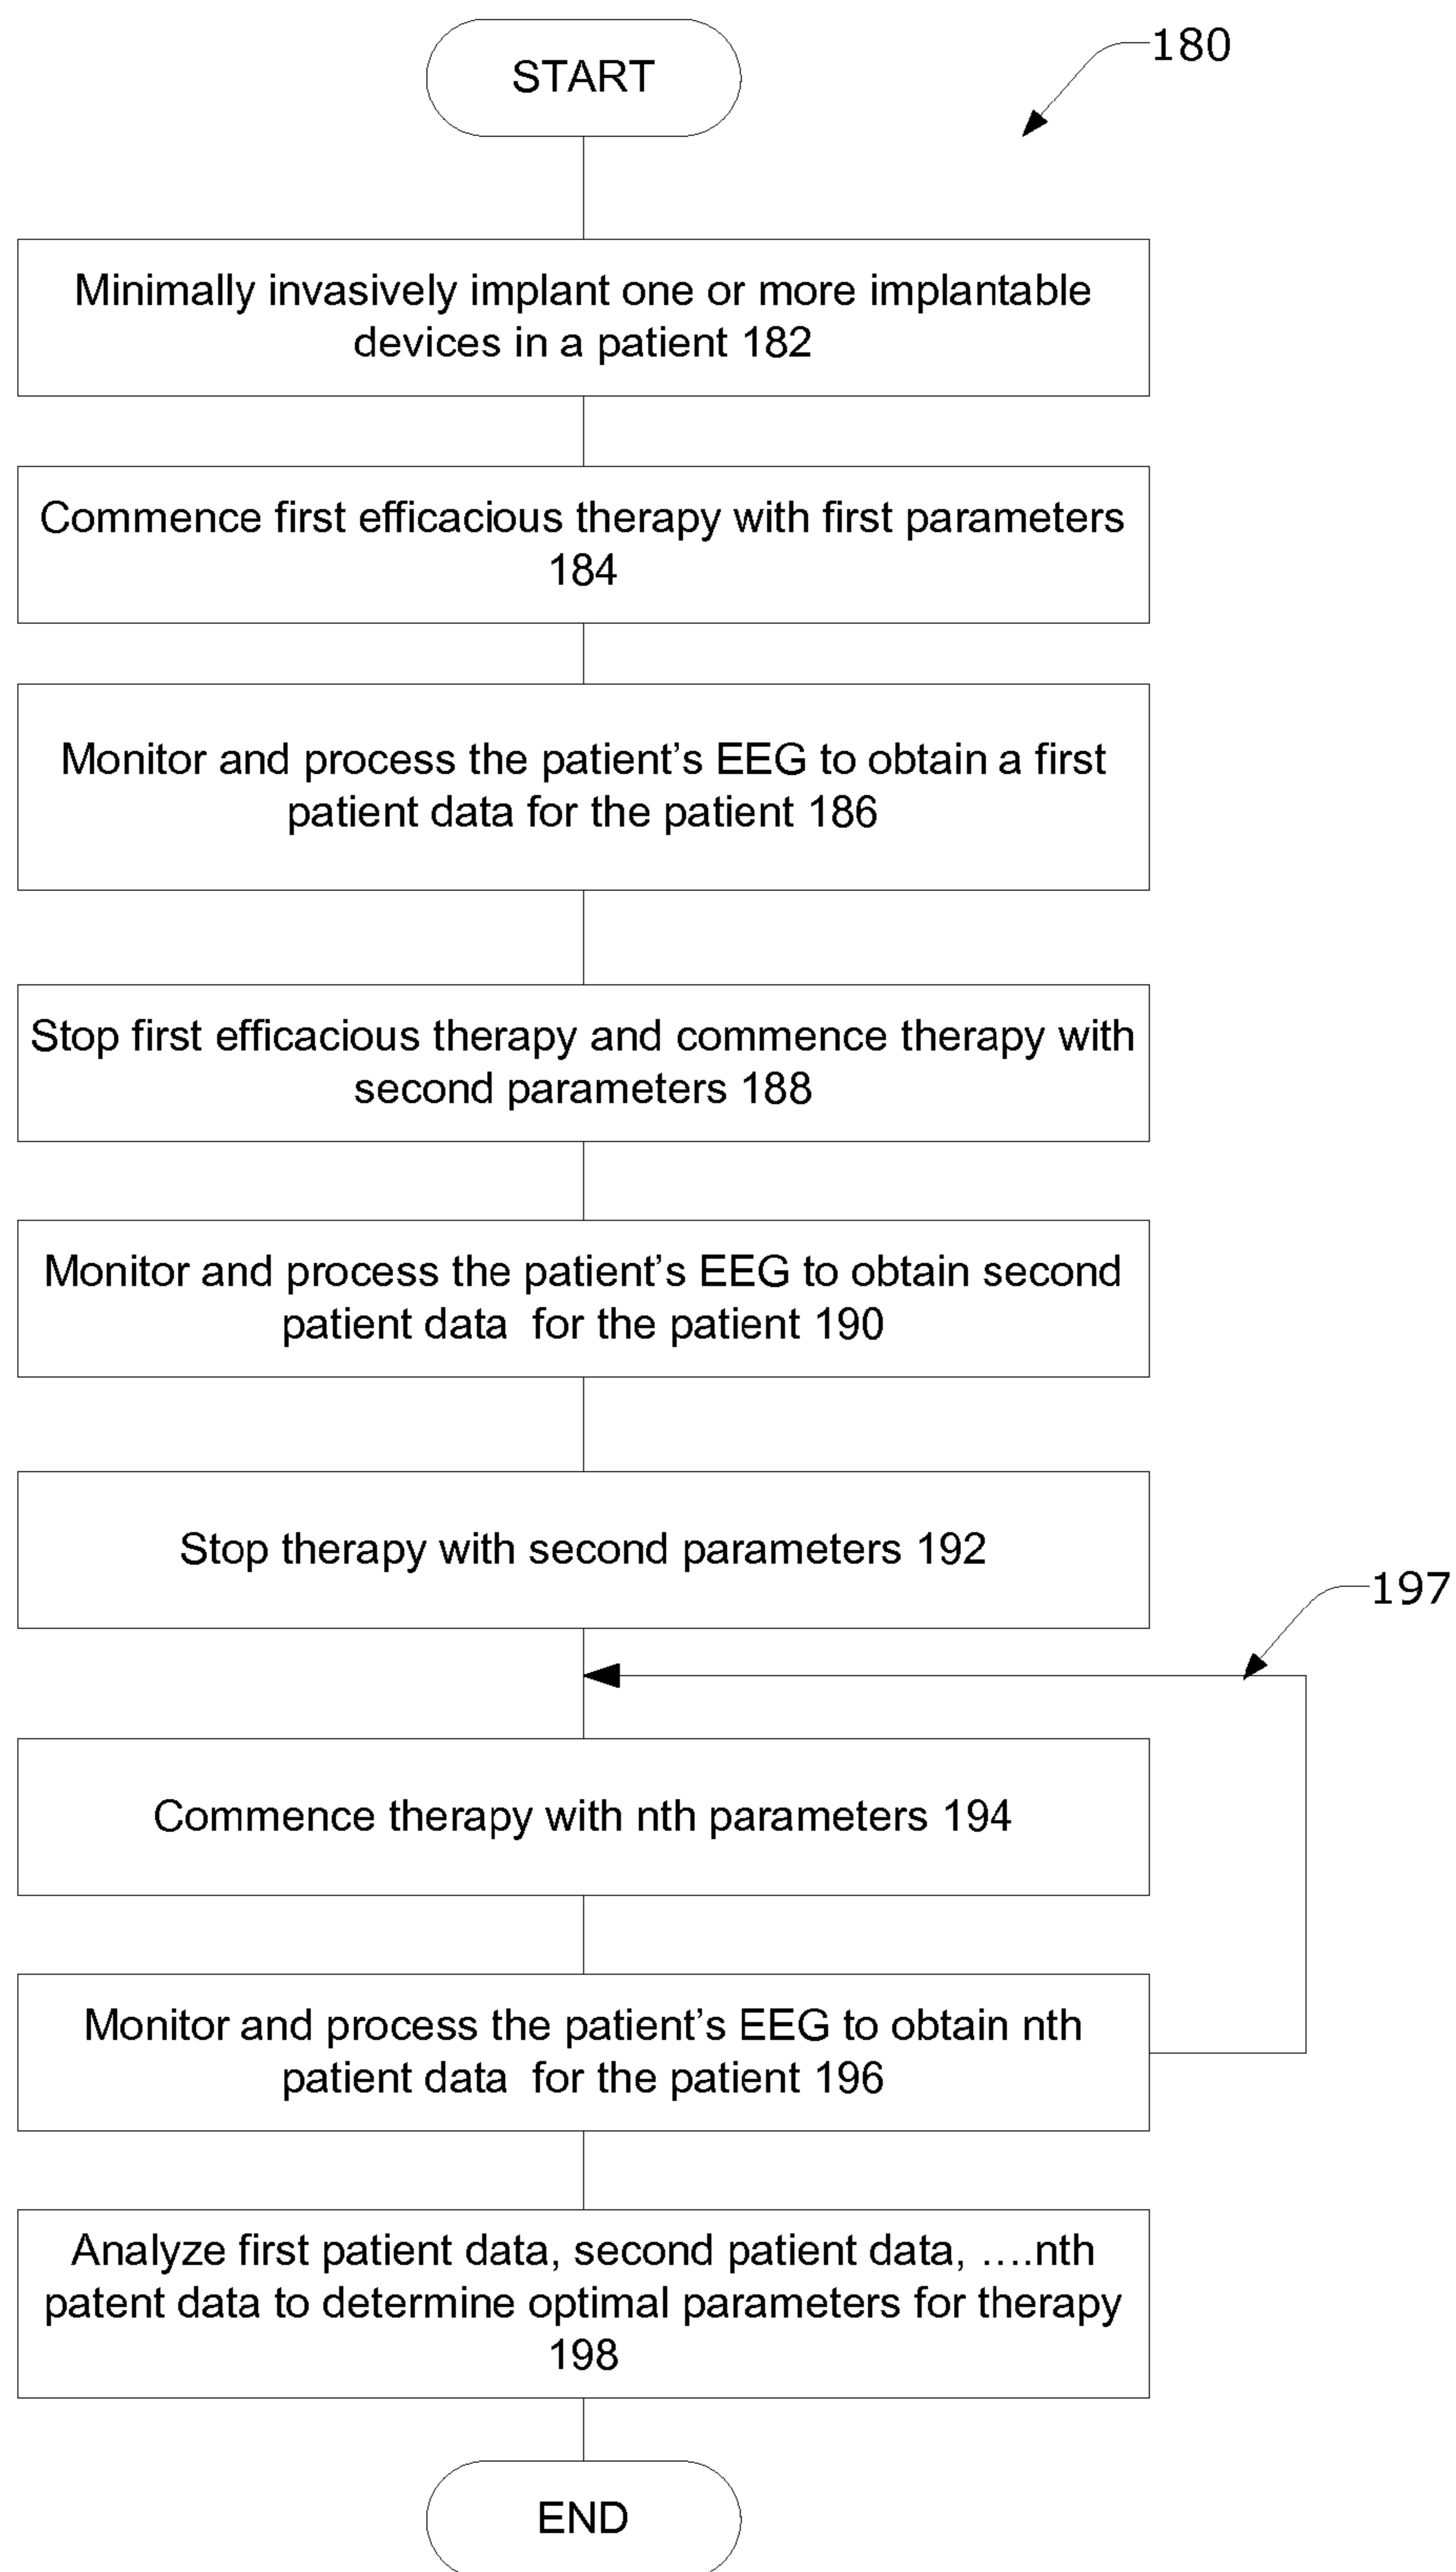 START
180
Minimally invasively implant one or more implantable
devices in a patient 182
Commence first efficacious therapy with first parameters
184
Monitor and process the patient’s EEG to obtain a first
patient data for the patient 186
Stop first efficacious therapy and commence therapy with
second parameters 188
Monitor and process the patient’s EEG to obtain second
patient data  for the patient 190
Stop therapy with second parameters 192
197
Commence therapy with nth parameters 194
Monitor and process the patient’s EEG to obtain nth
patient data  for the patient 196
Analyze first patient data, second patient data, ....nth
patent data to determine optimal parameters for therapy
198
END